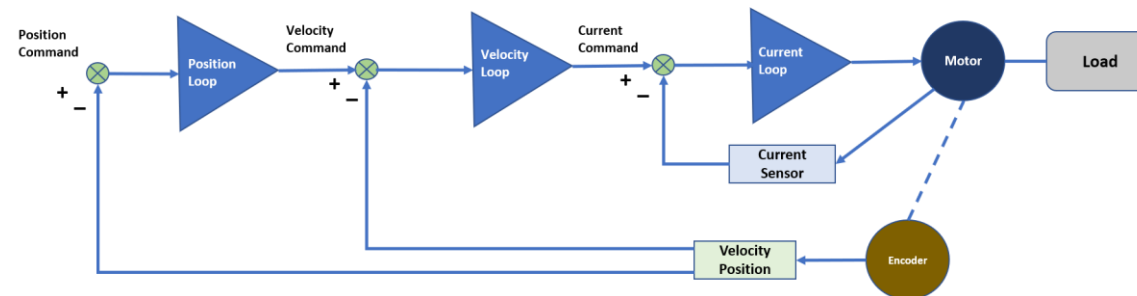 Position
Command
+
−
Position
Loop
Velocity
Command
+
−
Velocity
Loop
Current
Command
+
−
Current
Loop
Motor
Load
Current
Sensor
Velocity
Position
Encoder